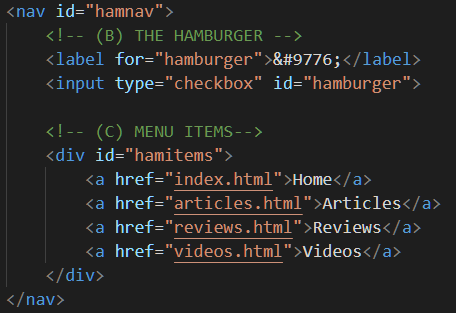 <nav id="hamnav">
    <!-- (B) THE HAMBURGER -->
    <label for="hamburger">&#9776;</label>
    <input type="checkbox" id="hamburger">

    <!-- (C) MENU ITEMS-->
    <div id="hamitems">
        <a href="index.html">Home</a>
        <a href="articles.html">Articles</a>
        <a href="reviews.html">Reviews</a>
        <a href="videos.html">Videos</a>
    </div>
</nav>